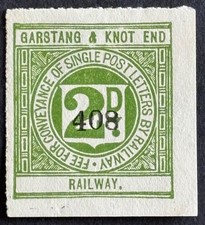 GARSTANG & KNOT END
FEE FOR CONVEYANCE OF SINGLE POST LETTERS BY RAILWAY
2D
408
RAILWAY.